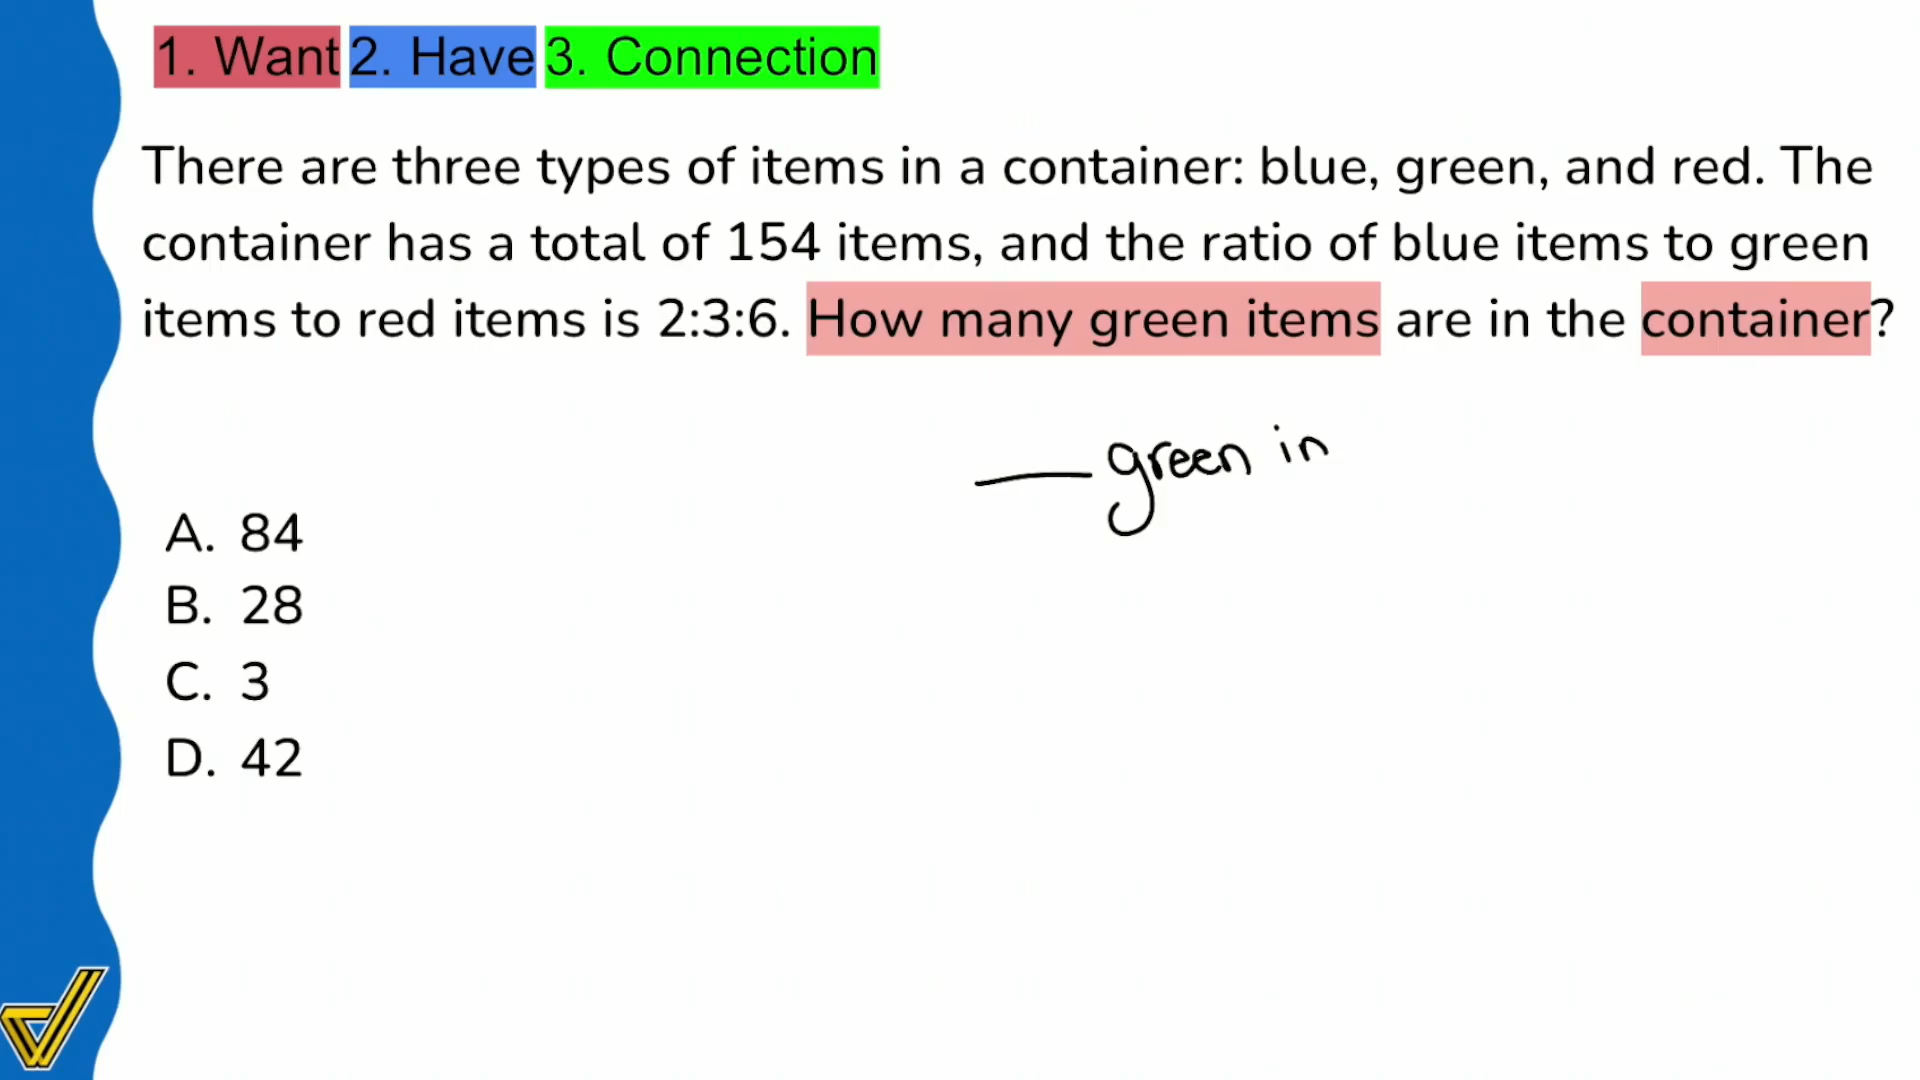 1. Want 2. Have 3. Connection
There are three types of items in a container: blue, green, and red. The
container has a total of 154 items, and the ratio of blue items to green
items to red items is 2:3:6. How many green items are in the container?
___ green in
A. 84
B. 28
C. 3
D. 42